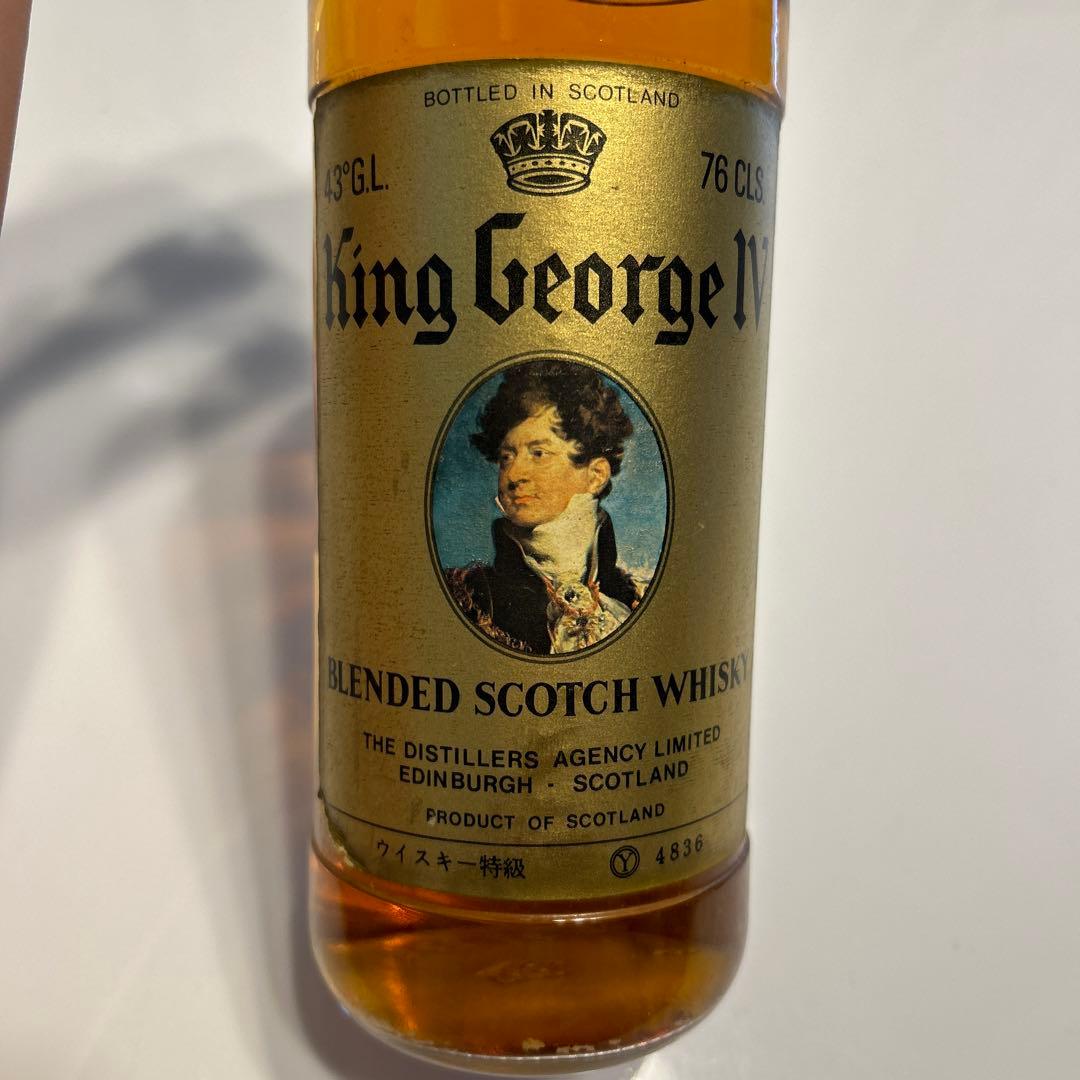 BOTTLED IN SCOTLAND
43°G.L.
76 CLS.
King George IV
BLENDED SCOTCH WHISKY
THE DISTILLERS AGENCY LIMITED
EDINBURGH - SCOTLAND
PRODUCT OF SCOTLAND
ウイスキー特級 Ⓨ 4836